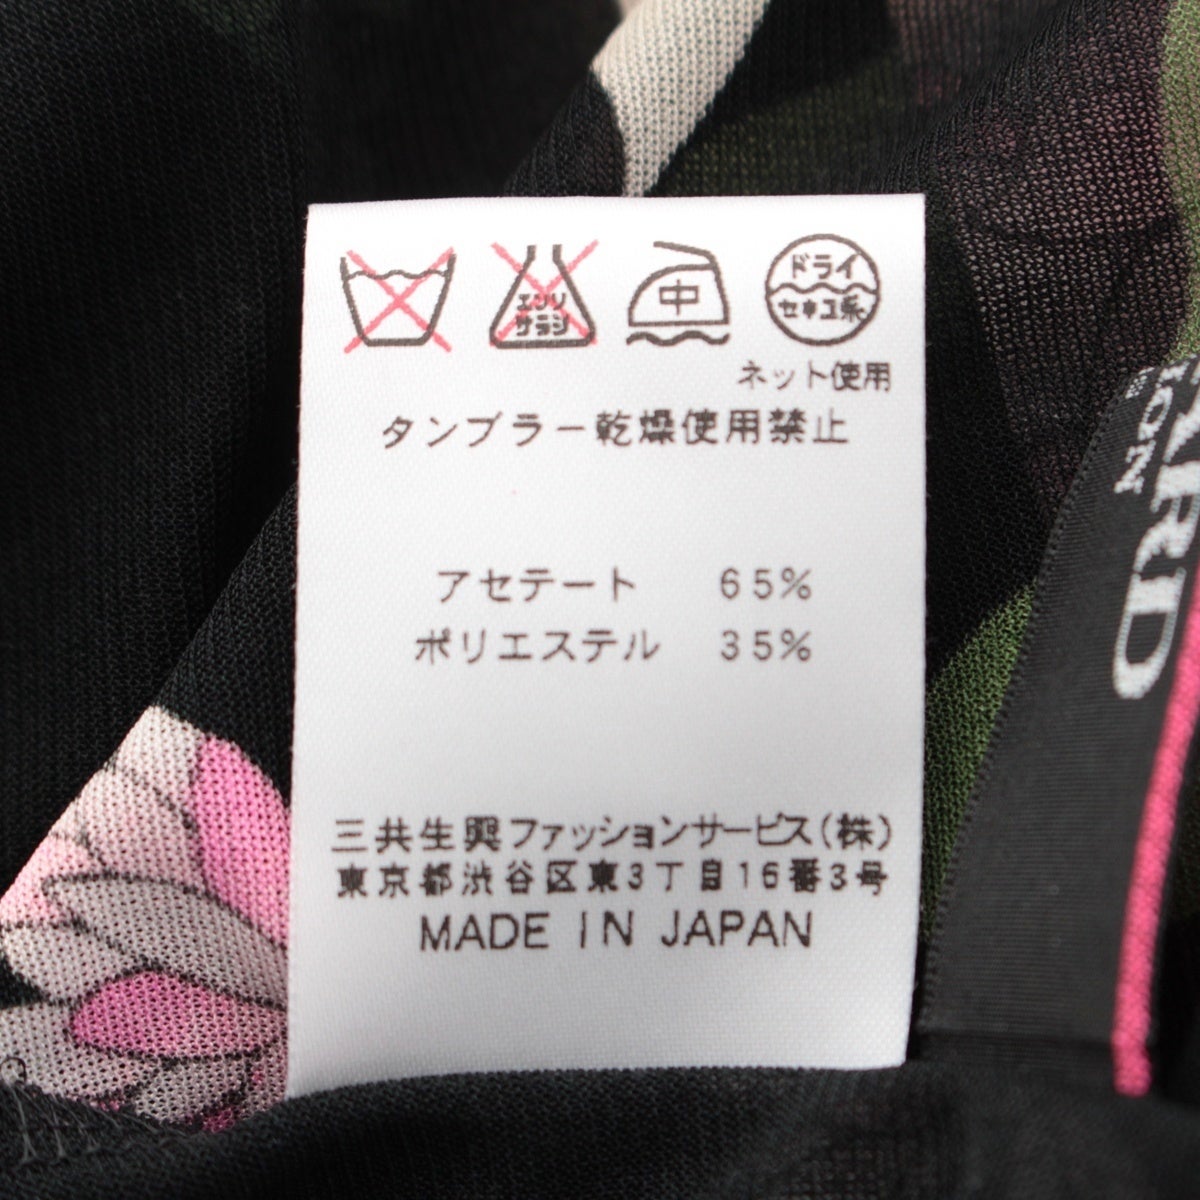 エンソ
サラシ
中
ドライ
セキユ系
ネット使用
タンブラー乾燥使用禁止
アセテート 65%
ポリエステル 35%
三共生興ファッションサービス(株)
東京都渋谷区東3丁目16番3号
MADE IN JAPAN
ARD
ION